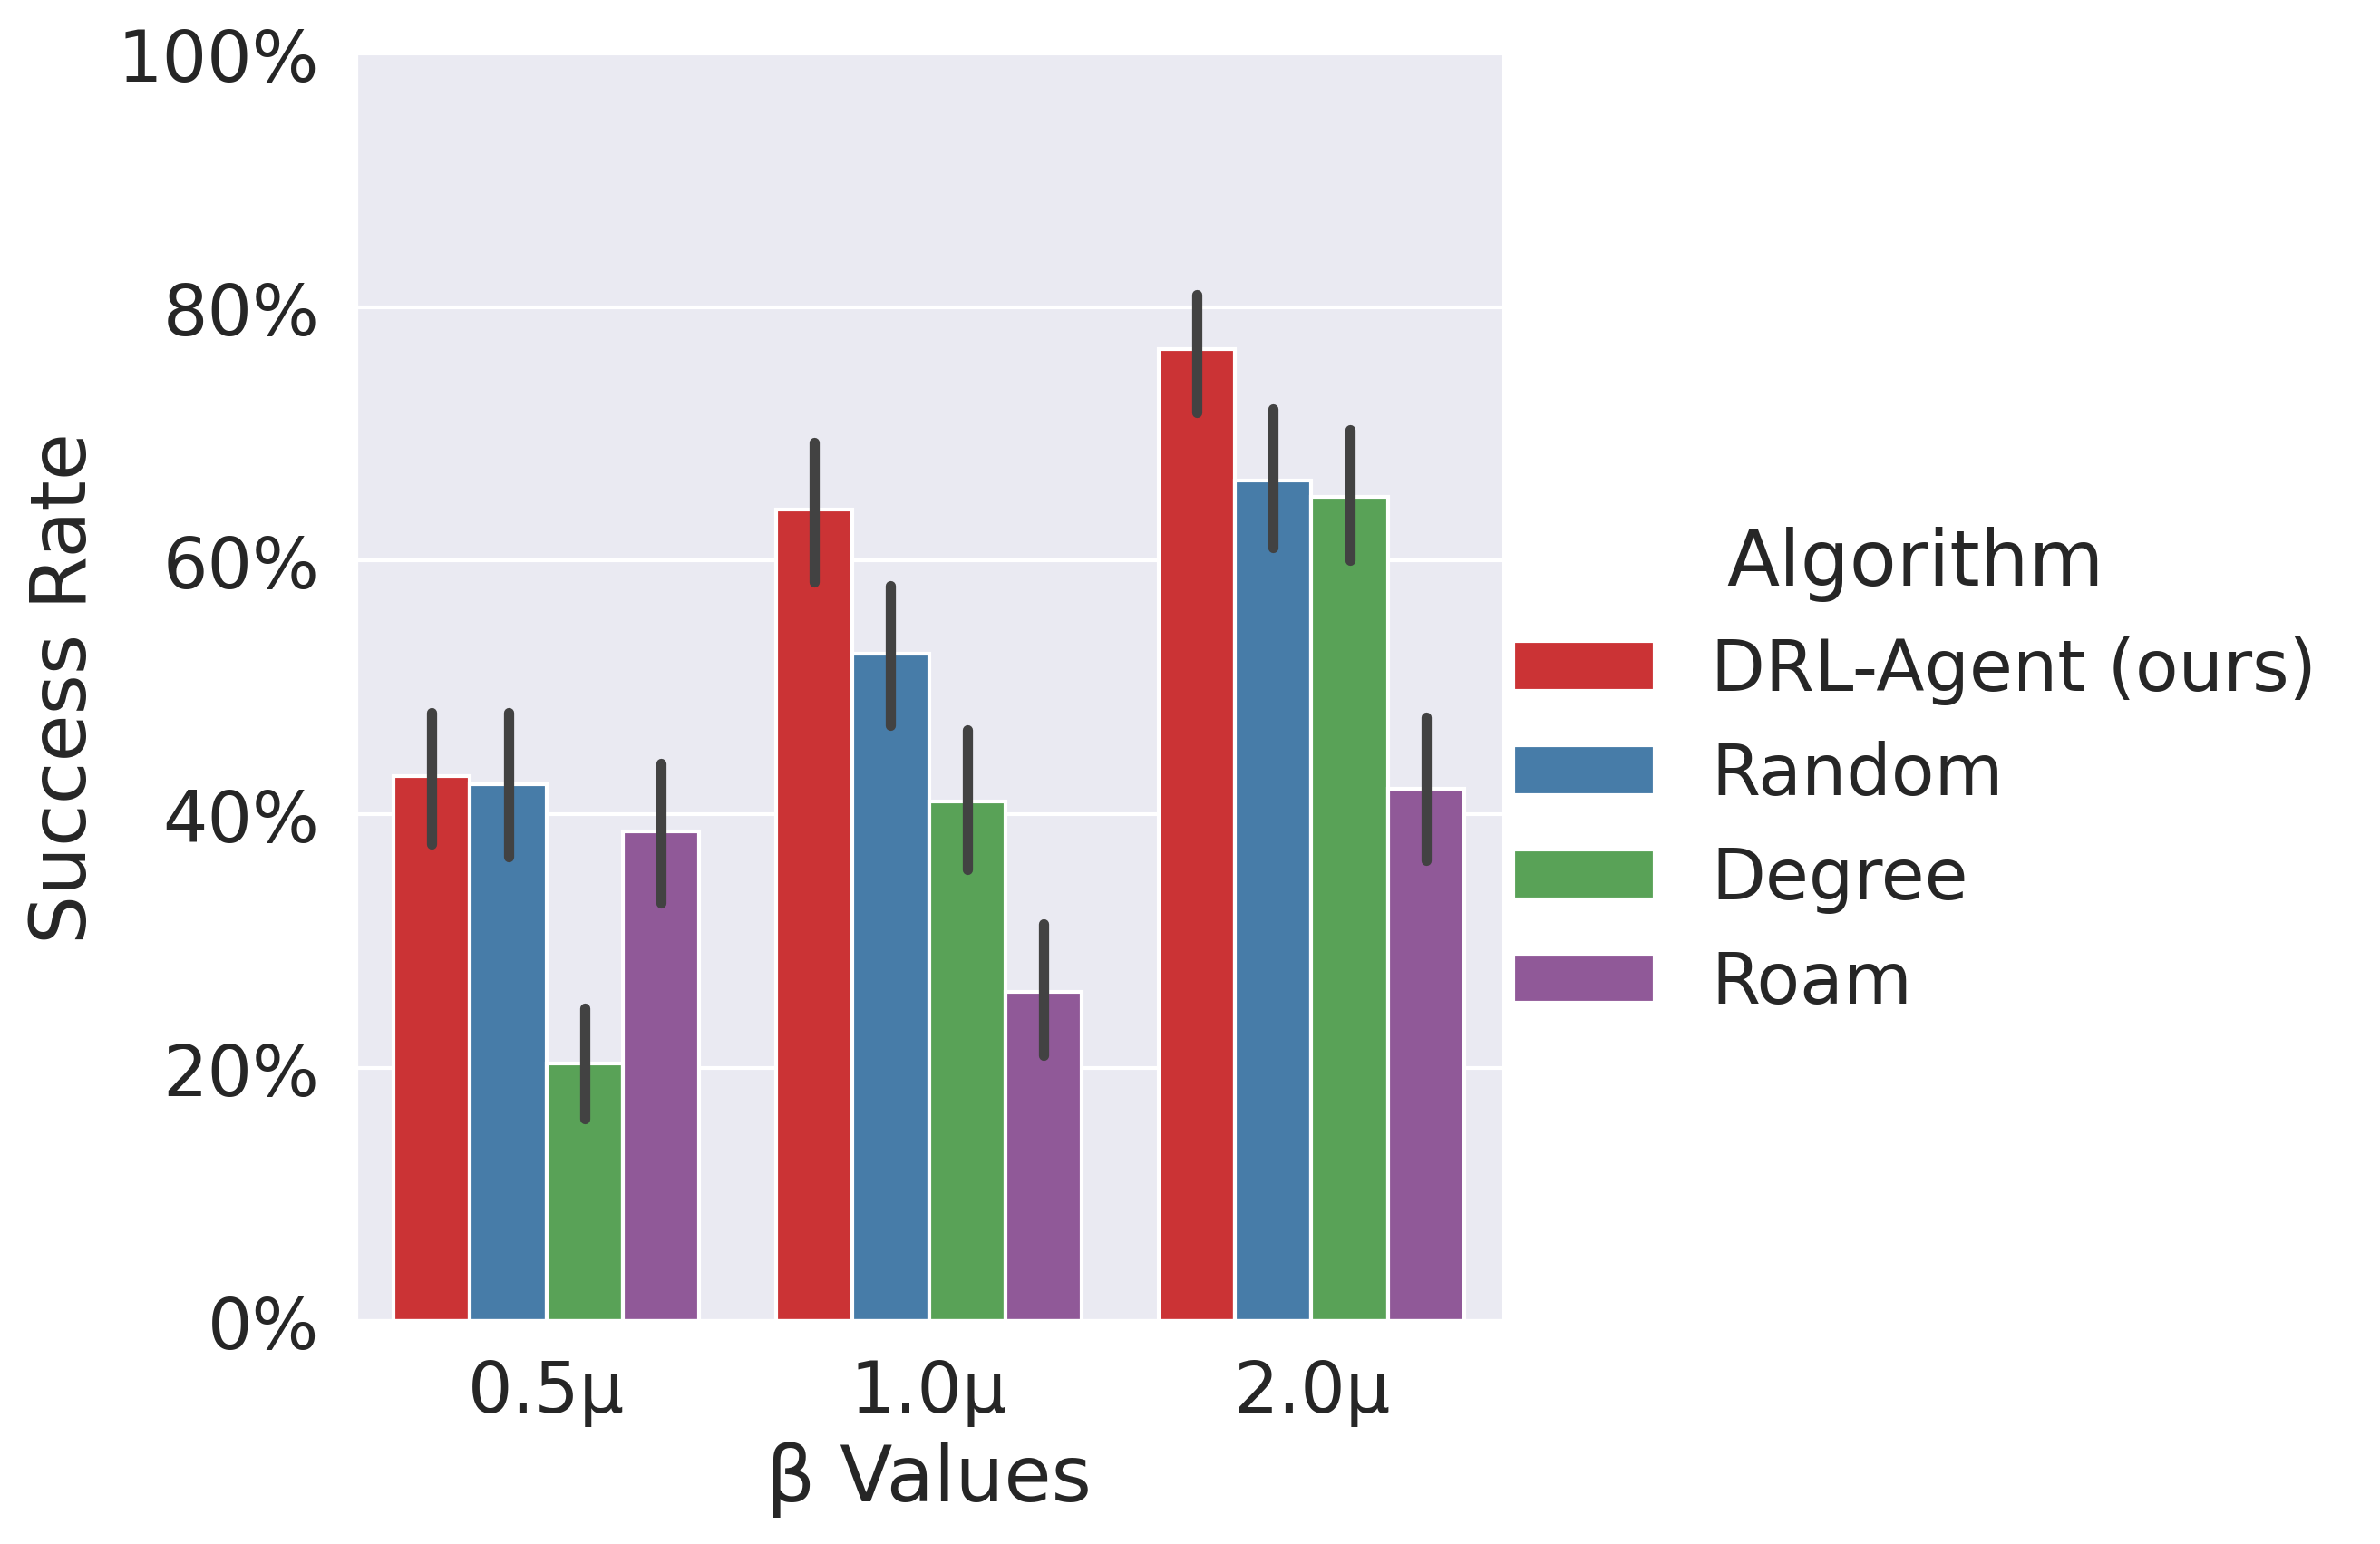 100%
80%
60%
40%
20%
0%
Success Rate
0.5µ
1.0µ
2.0µ
β Values
Algorithm
DRL-Agent (ours)
Random
Degree
Roam